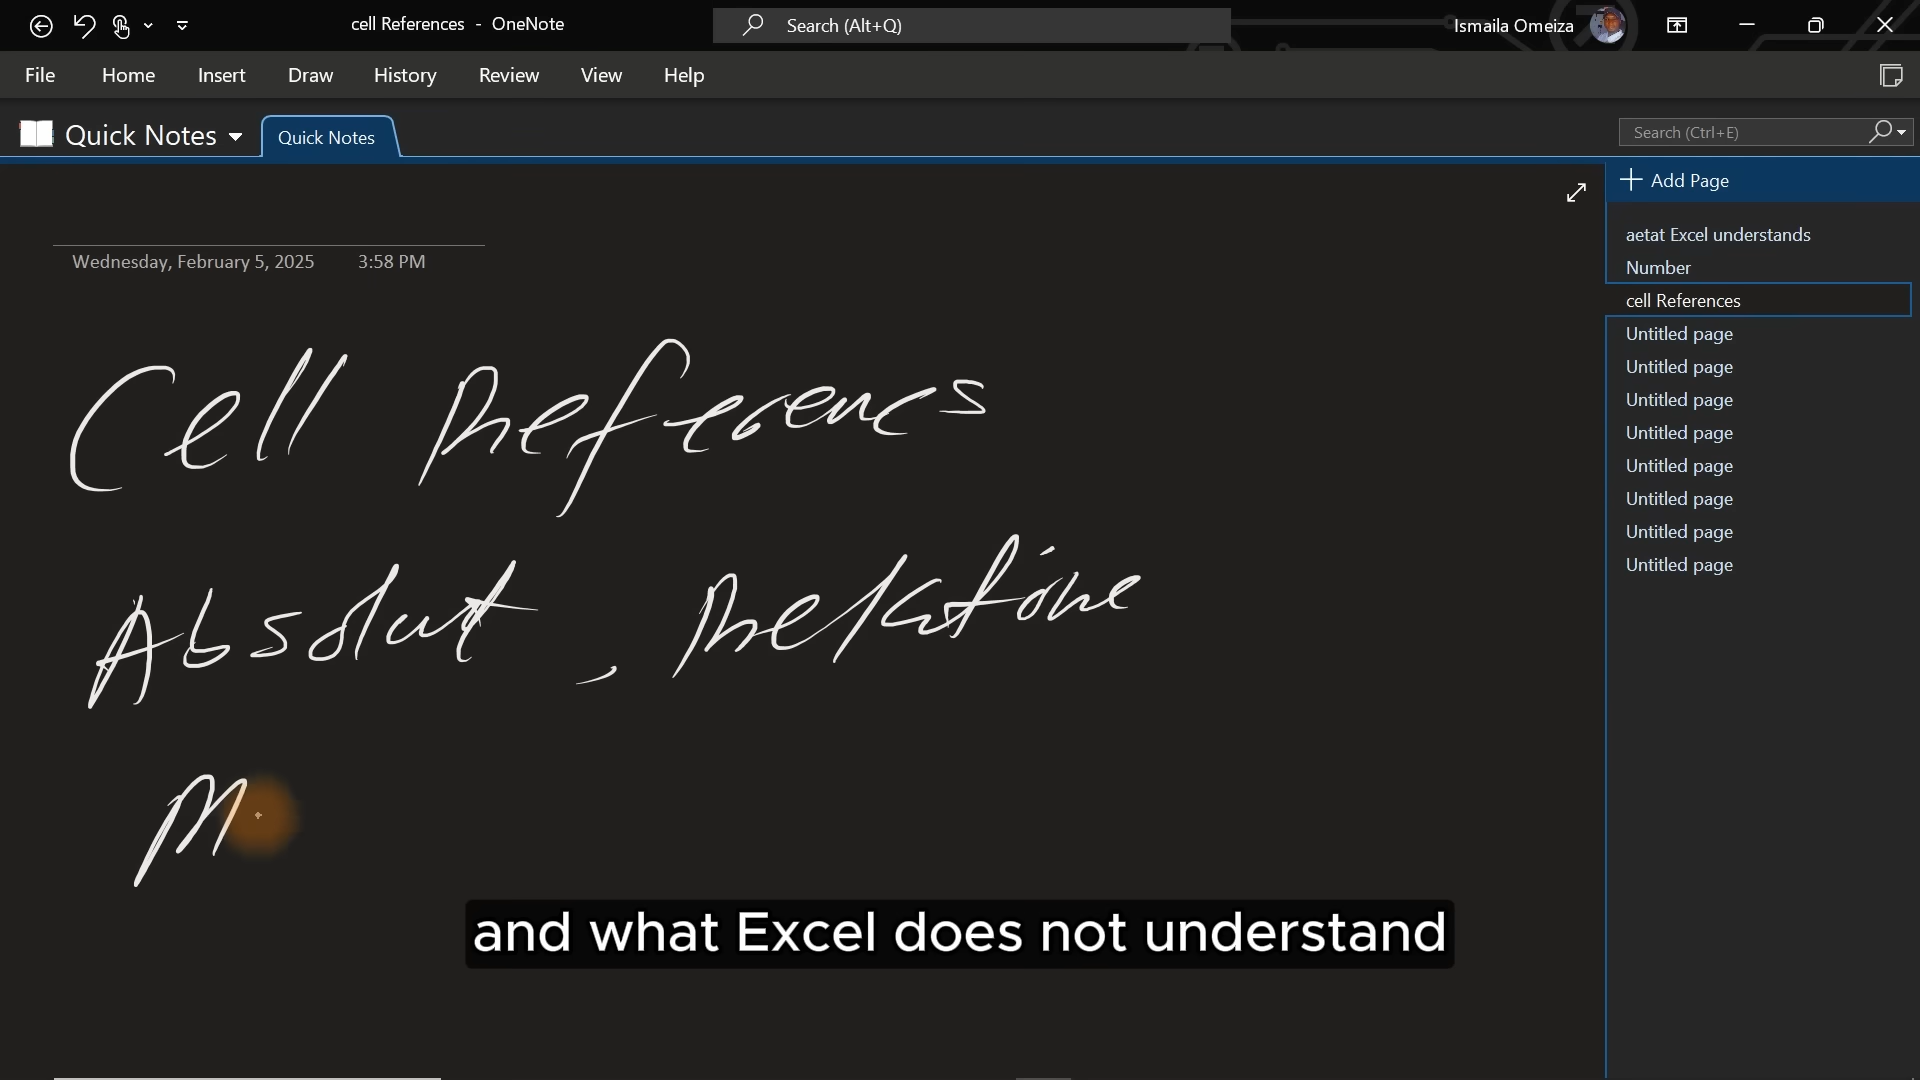 cell References - OneNote
Search (Alt+Q)
Ismaila Omeiza
File Home Insert Draw History Review View Help
Quick Notes
Quick Notes
Search (Ctrl+E)
Add Page
aetat Excel understands
Number
cell References
Untitled page
Untitled page
Untitled page
Untitled page
Untitled page
Untitled page
Untitled page
Untitled page
Wednesday, February 5, 2025 3:58 PM
Cell References
Absolut, Relative
M
and what Excel does not understand